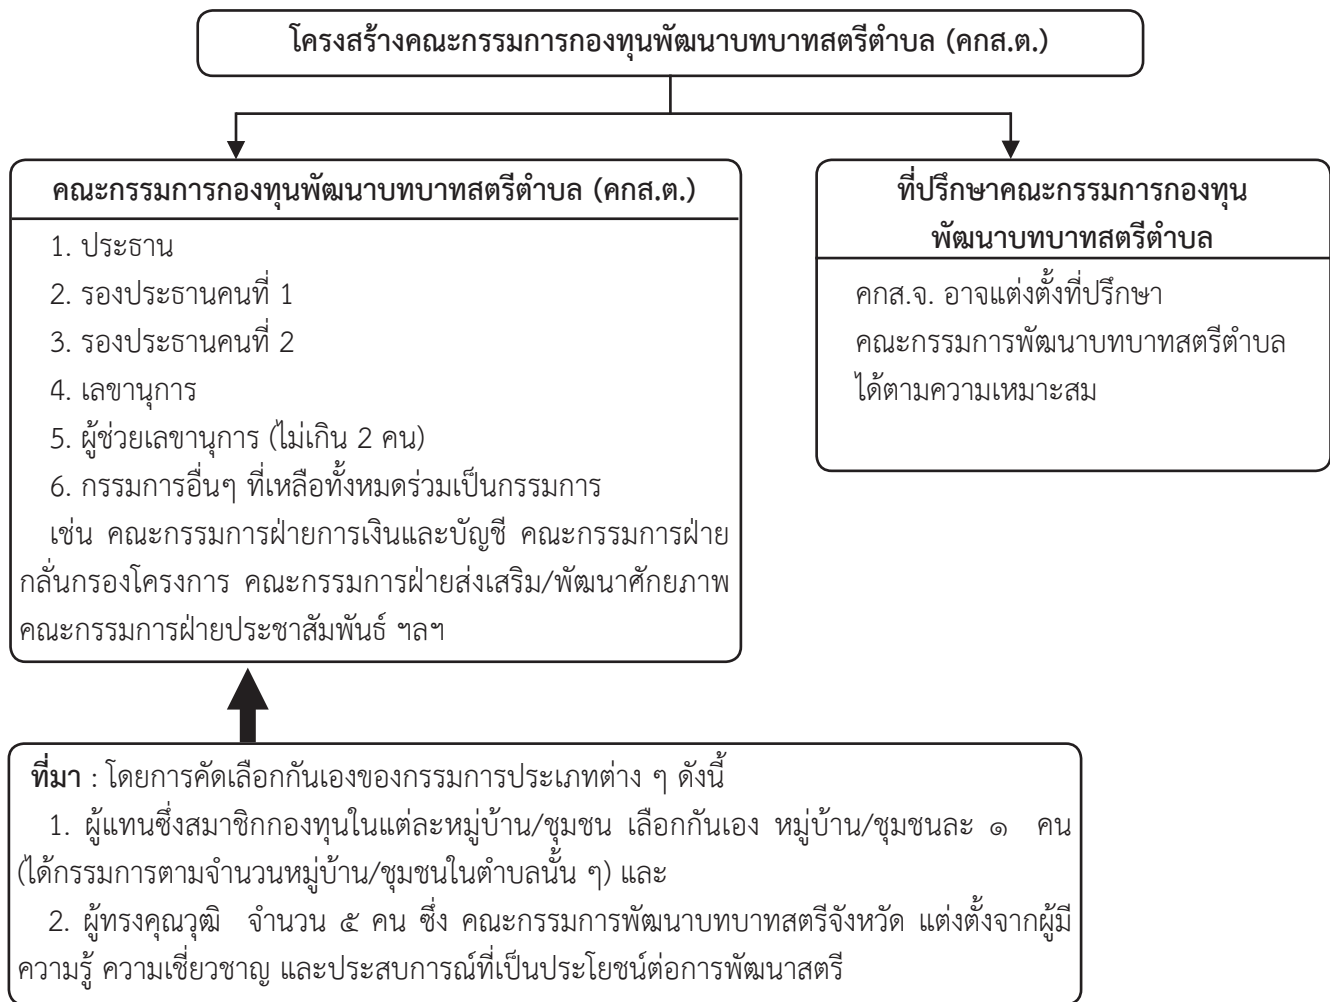 โครงสร้างคณะกรรมการกองทุนพัฒนาบทบาทสตรีตำบล (คกส.ต.)
คณะกรรมการกองทุนพัฒนาบทบาทสตรีตำบล (คกส.ต.)
1. ประธาน
2. รองประธานคนที่ 1
3. รองประธานคนที่ 2
4. เลขานุการ
5. ผู้ช่วยเลขานุการ (ไม่เกิน 2 คน)
6. กรรมการอื่นๆ ที่เหลือทั้งหมดร่วมเป็นกรรมการ
เช่น คณะกรรมการฝ่ายการเงินและบัญชี คณะกรรมการฝ่าย
กลั่นกรองโครงการ คณะกรรมการฝ่ายส่งเสริม/พัฒนาศักยภาพ
คณะกรรมการฝ่ายประชาสัมพันธ์ ฯลฯ
ที่ปรึกษาคณะกรรมการกองทุน
พัฒนาบทบาทสตรีตำบล
คกส.จ. อาจแต่งตั้งที่ปรึกษา
คณะกรรมการพัฒนาบทบาทสตรีตำบล
ได้ตามความเหมาะสม
ที่มา : โดยการคัดเลือกกันเองของกรรมการประเภทต่าง ๆ ดังนี้
1. ผู้แทนซึ่งสมาชิกกองทุนในแต่ละหมู่บ้าน/ชุมชน เลือกกันเอง หมู่บ้าน/ชุมชนละ ๑ คน
(ได้กรรมการตามจำนวนหมู่บ้าน/ชุมชนในตำบลนั้น ๆ) และ
2. ผู้ทรงคุณวุฒิ จำนวน ๕ คน ซึ่ง คณะกรรมการพัฒนาบทบาทสตรีจังหวัด แต่งตั้งจากผู้มี
ความรู้ ความเชี่ยวชาญ และประสบการณ์ที่เป็นประโยชน์ต่อการพัฒนาสตรี